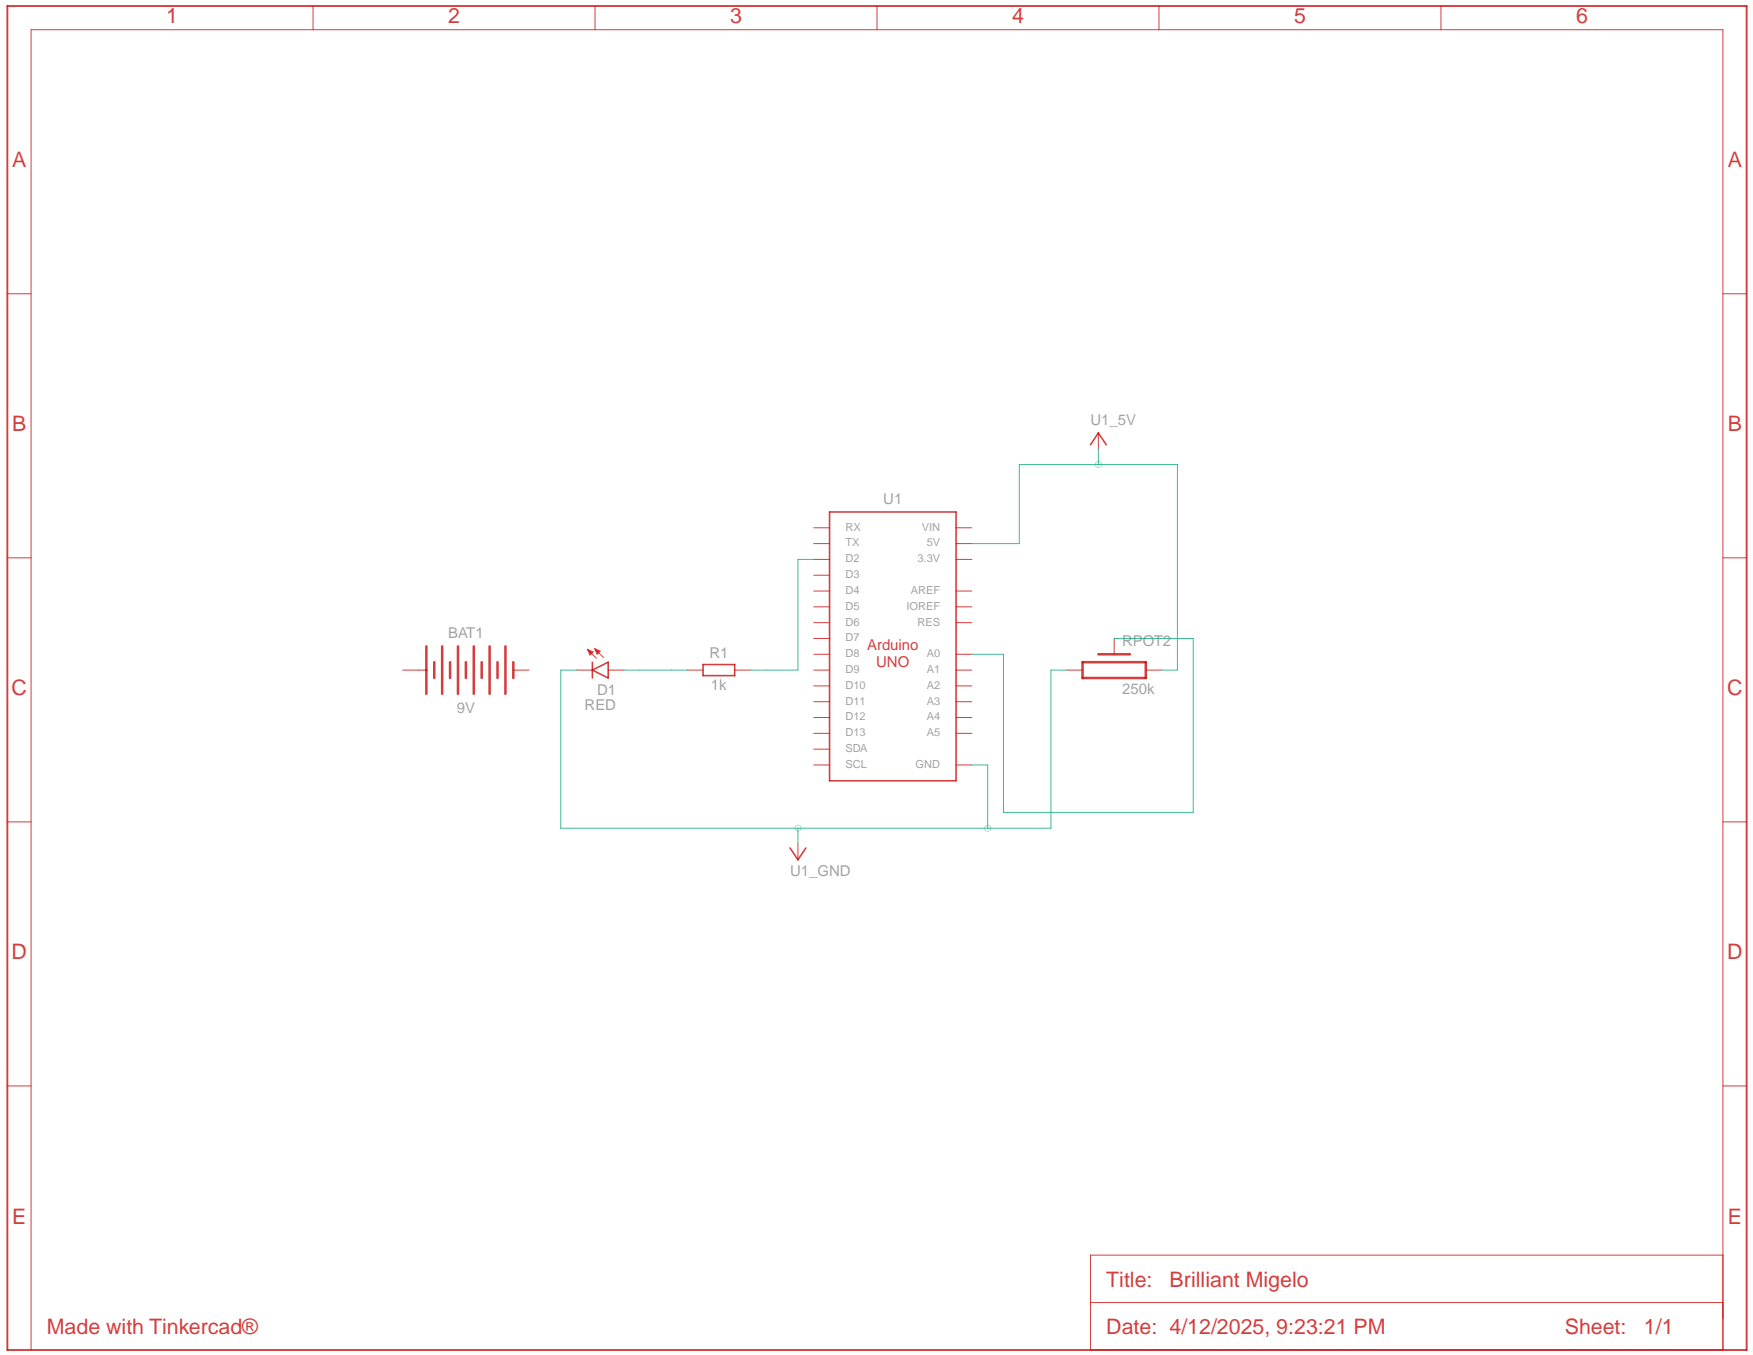 1 2 3 4 5 6
A A
B B
C C
D D
E E
U1_5V
U1
RX VIN
TX 5V
D2 3.3V
D3
D4 AREF
D5 IOREF
D6 RES
D7
Arduino
UNO
D8 A0
D9 A1
D10 A2
D11 A3
D12 A4
D13 A5
SDA
SCL GND
BAT1
9V
D1
RED
R1
1k
RPOT2
250k
U1_GND
Title: Brilliant Migelo
Made with Tinkercad®
Date: 4/12/2025, 9:23:21 PM Sheet: 1/1